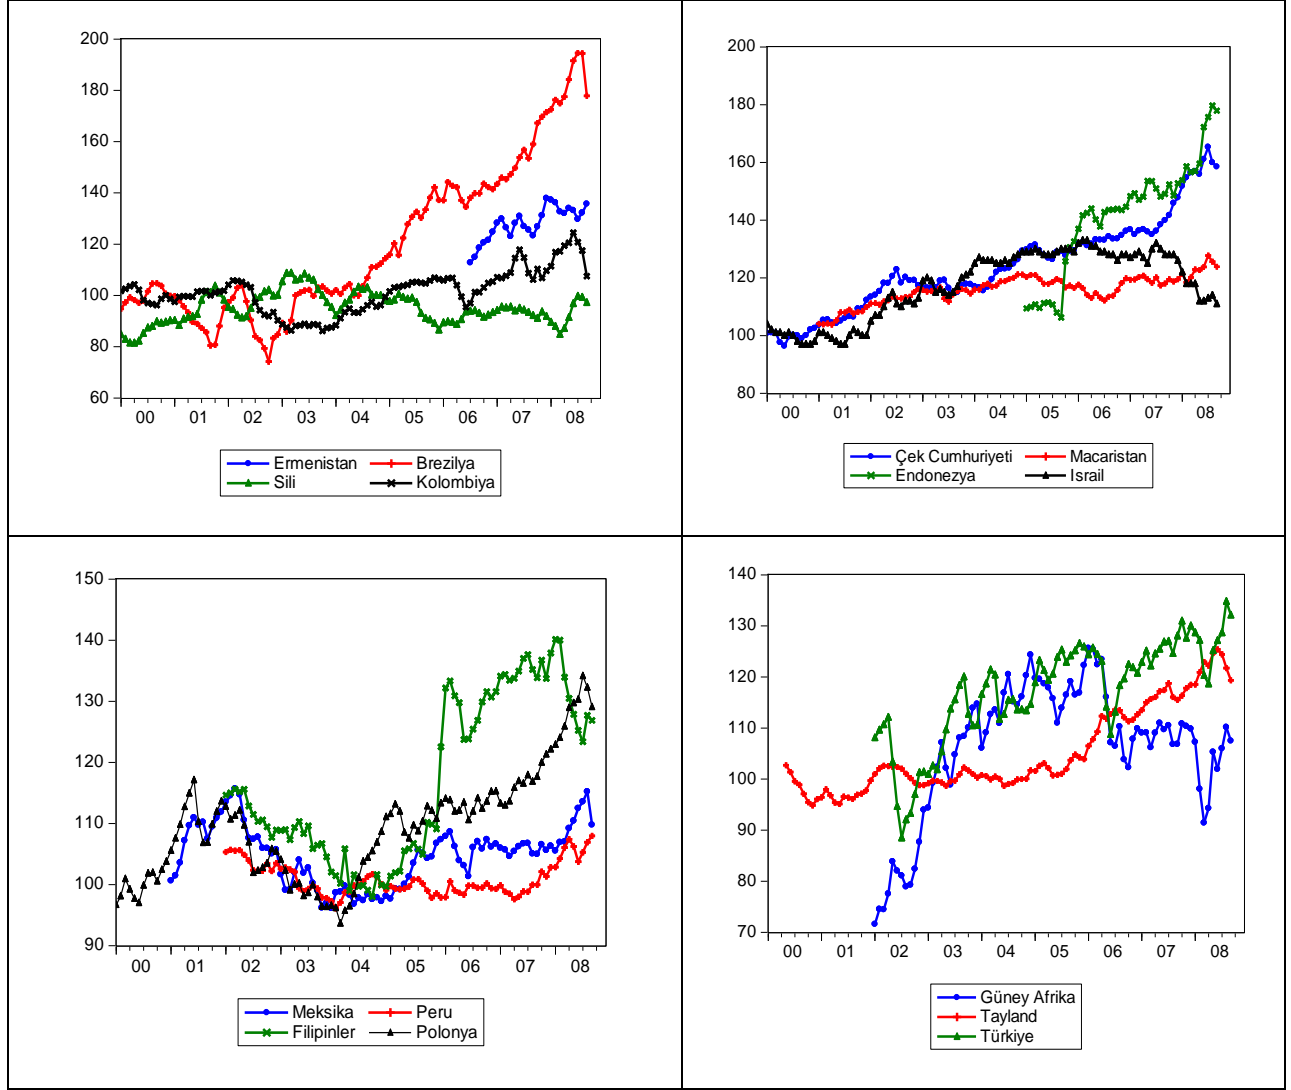 200
180
160
140
120
100
80
60
00 01 02 03 04 05 06 07 08
Ermenistan Brezilya
Sili Kolombiya
200
180
160
140
120
100
80
00 01 02 03 04 05 06 07 08
Çek Cumhuriyeti Macaristan
Endonezya Israil
150
140
130
120
110
100
90
00 01 02 03 04 05 06 07 08
Meksika Peru
Filipinler Polonya
140
130
120
110
100
90
80
70
00 01 02 03 04 05 06 07 08
Güney Afrika
Tayland
Türkiye